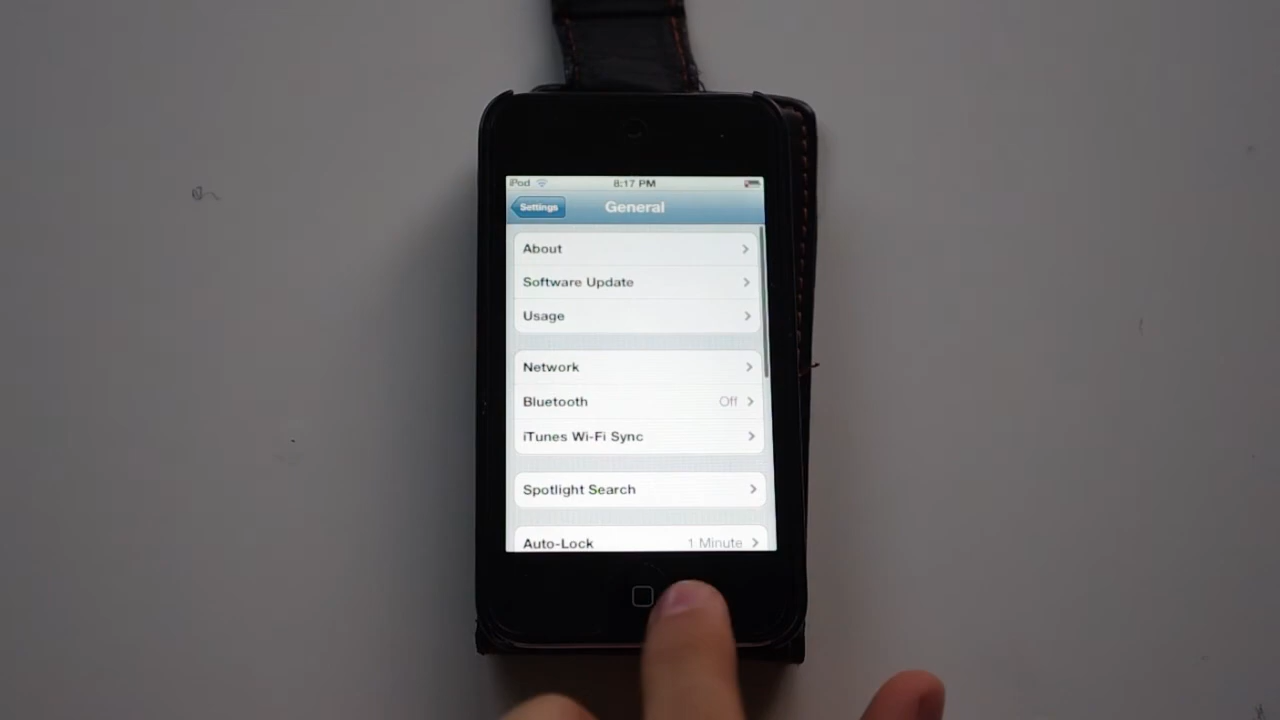 iPod 8:17 PM
Settings General
About
Software Update
Usage
Network
Bluetooth Off
iTunes Wi-Fi Sync
Spotlight Search
Auto-Lock 1 Minute